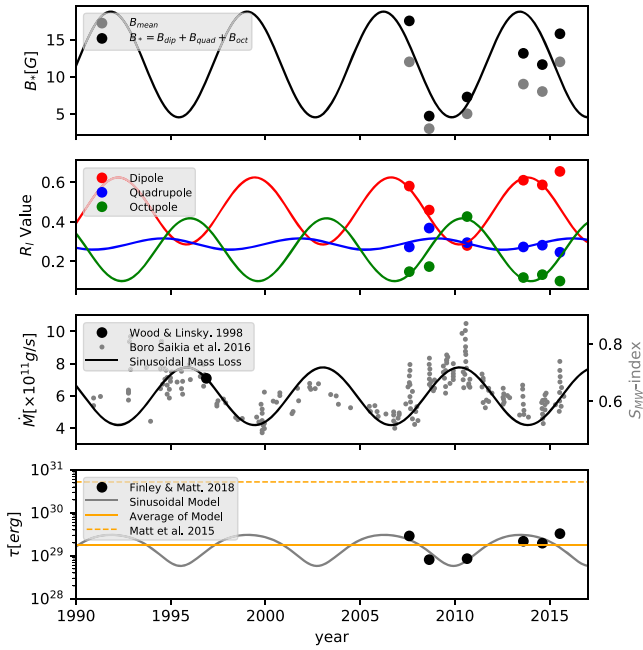 B_*[G]
15
10
5
B_mean
B_* = B_dip + B_quad + B_oct
R_l Value
0.6
0.4
0.2
Dipole
Quadrupole
Octupole
Ṁ[×10^11 g/s]
10
8
6
4
Wood & Linsky. 1998
Boro Saikia et al. 2016
Sinusoidal Mass Loss
0.8
0.6
S_MW-index
τ[erg]
10^31
10^30
10^29
10^28
Finley & Matt. 2018
Sinusoidal Model
Average of Model
Matt et al. 2015
1990 1995 2000 2005 2010 2015
year